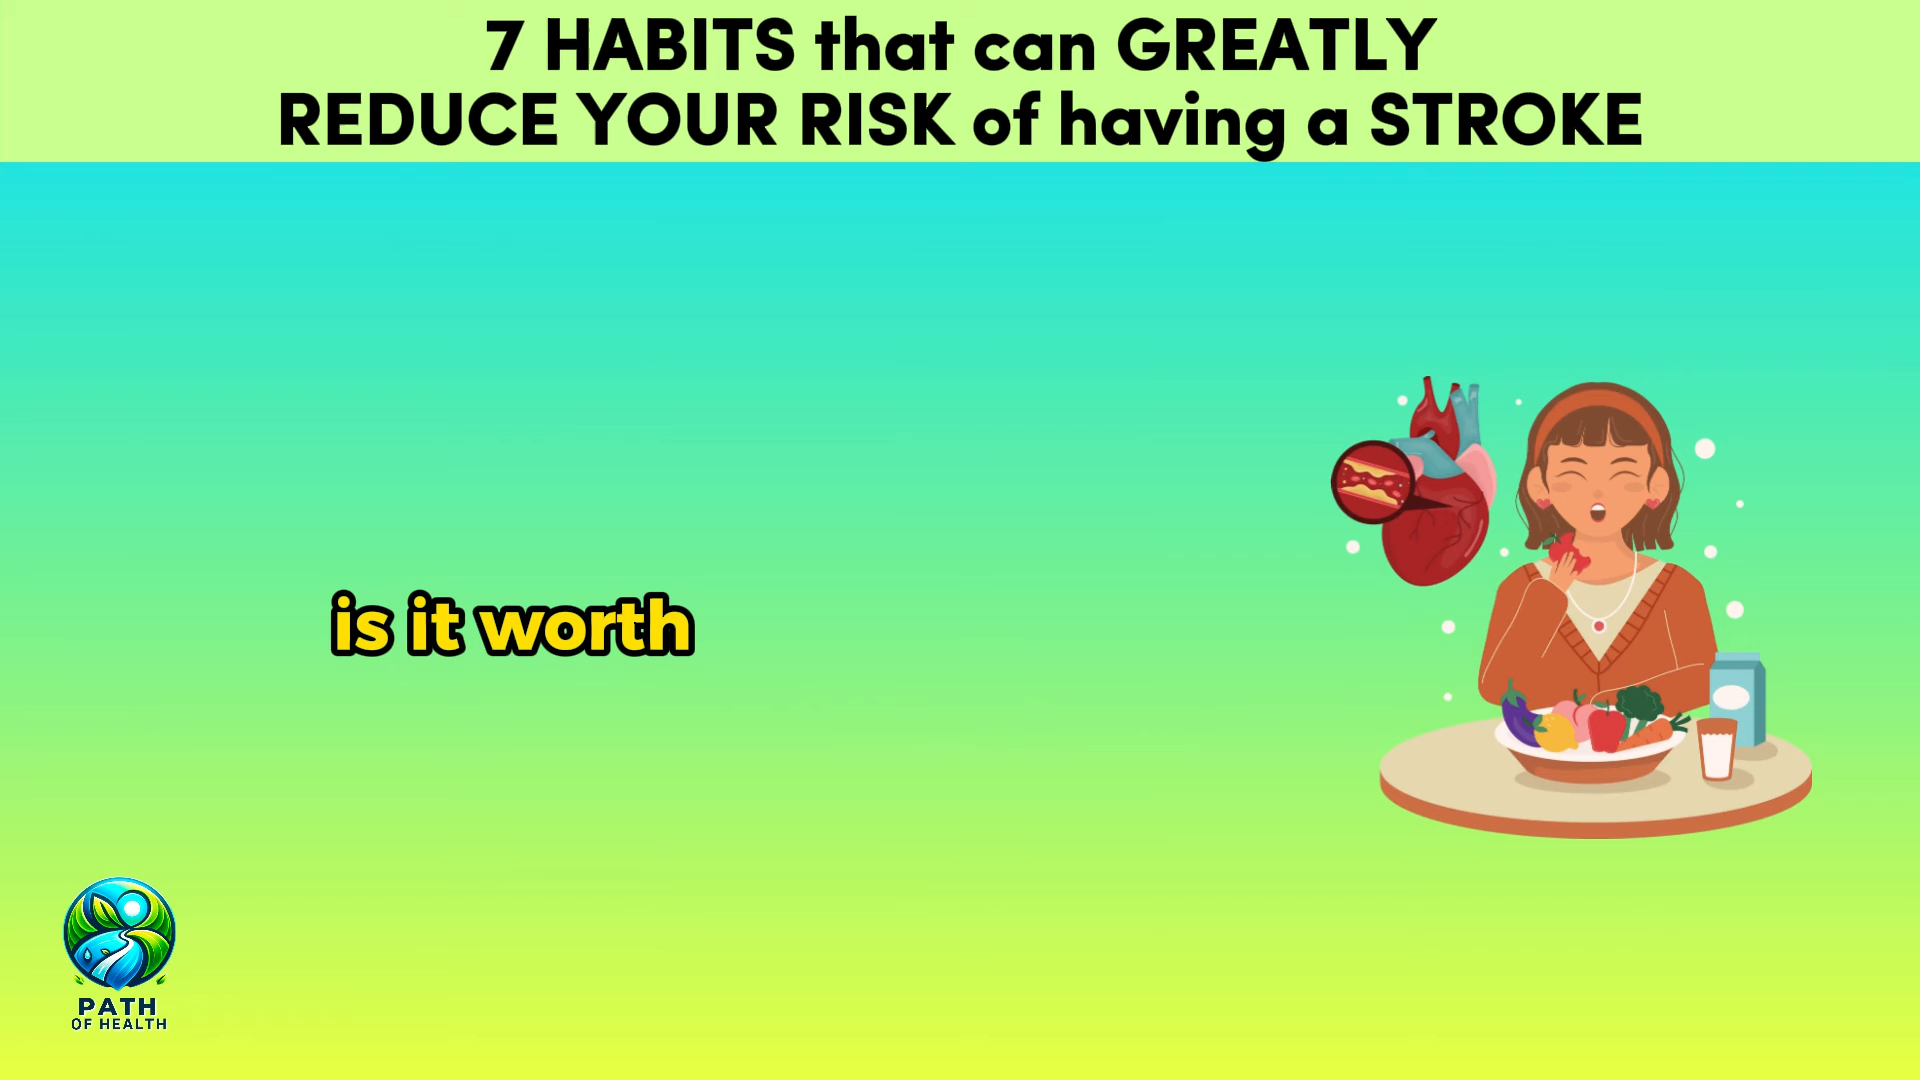 7 HABITS that can GREATLY
REDUCE YOUR RISK of having a STROKE
is it worth
PATH
OF HEALTH